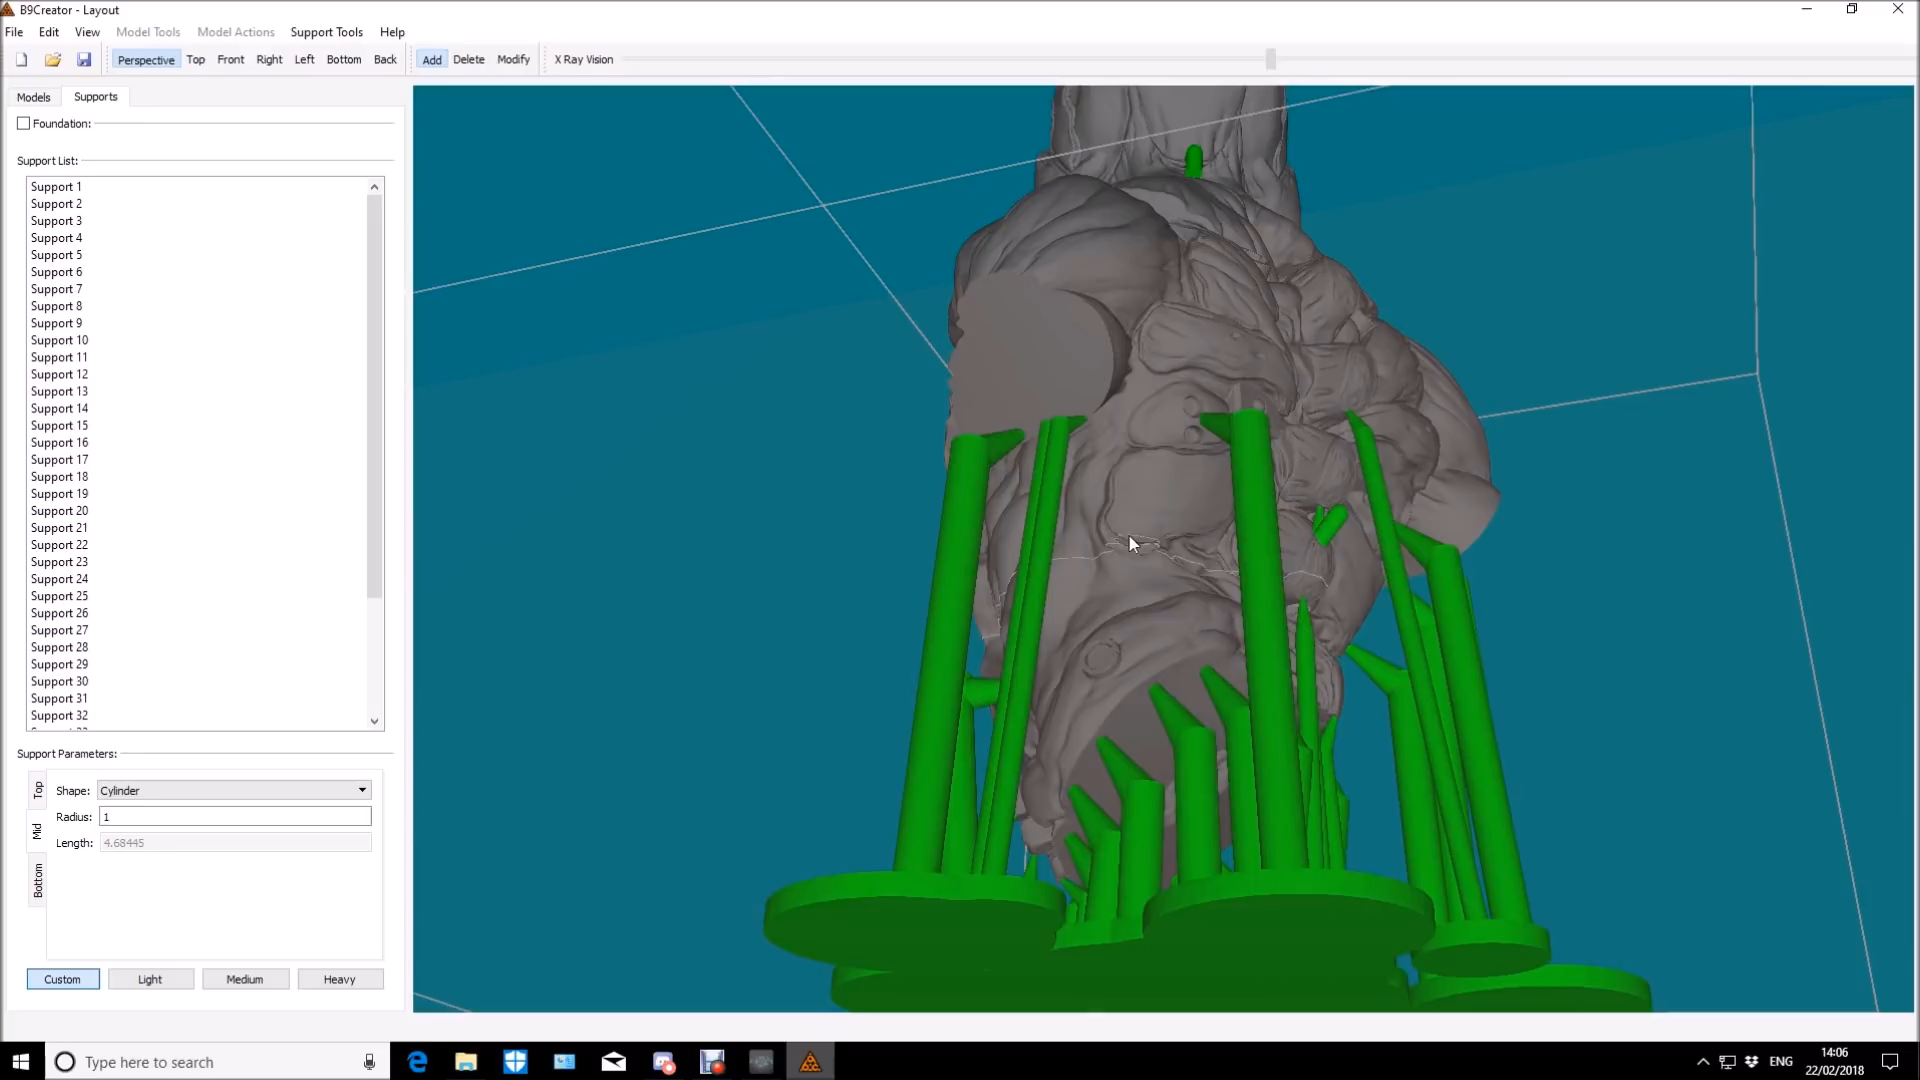 B9Creator - Layout
File Edit View Model Tools Model Actions Support Tools Help
Perspective Top Front Right Left Bottom Back Add Delete Modify X Ray Vision
Models Supports
Foundation:
Support List:
Support 1
Support 2
Support 3
Support 4
Support 5
Support 6
Support 7
Support 8
Support 9
Support 10
Support 11
Support 12
Support 13
Support 14
Support 15
Support 16
Support 17
Support 18
Support 19
Support 20
Support 21
Support 22
Support 23
Support 24
Support 25
Support 26
Support 27
Support 28
Support 29
Support 30
Support 31
Support 32
Support Parameters:
Top
Mid
Bottom
Shape: Cylinder
Radius: 1
Length: 4.68445
Custom Light Medium Heavy
Type here to search
ENG
14:06
22/02/2018